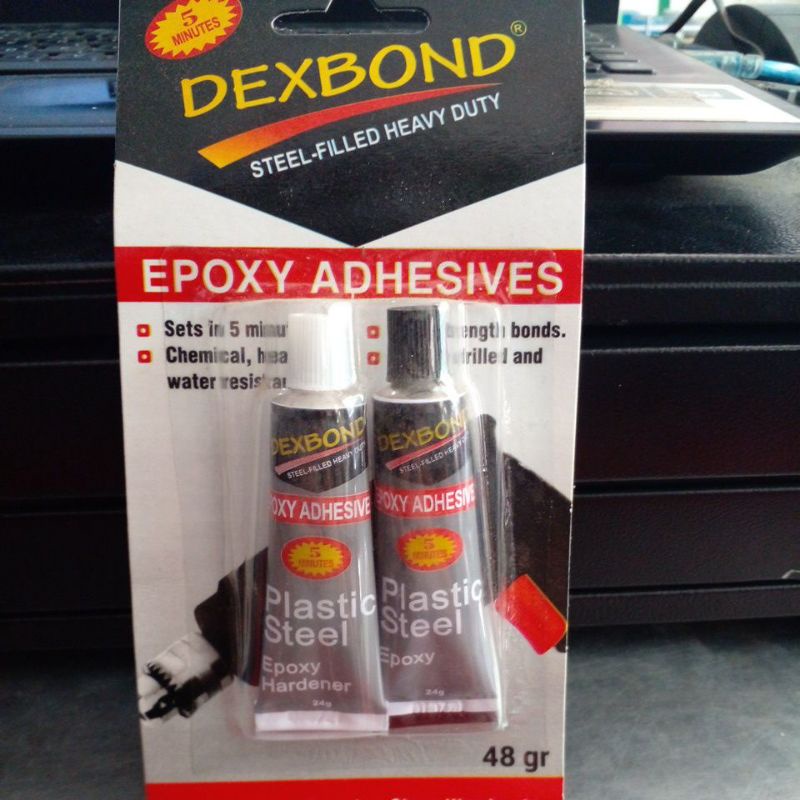 5
MINUTES
DEXBOND®
STEEL-FILLED HEAVY DUTY
EPOXY ADHESIVES
Sets in 5
bonds.
Chemical,
drilled and
water
DEXBOND
STEEL-FILLED HEAVY DUTY
EPOXY ADHESIVE
5
MINUTES
Plastic
Steel
Epoxy
Hardener
24g
DEXBOND
STEEL-FILLED HEAVY
EPOXY ADHESIVE
5
MINUTES
Plastic
Steel
Epoxy
24g
48 gr